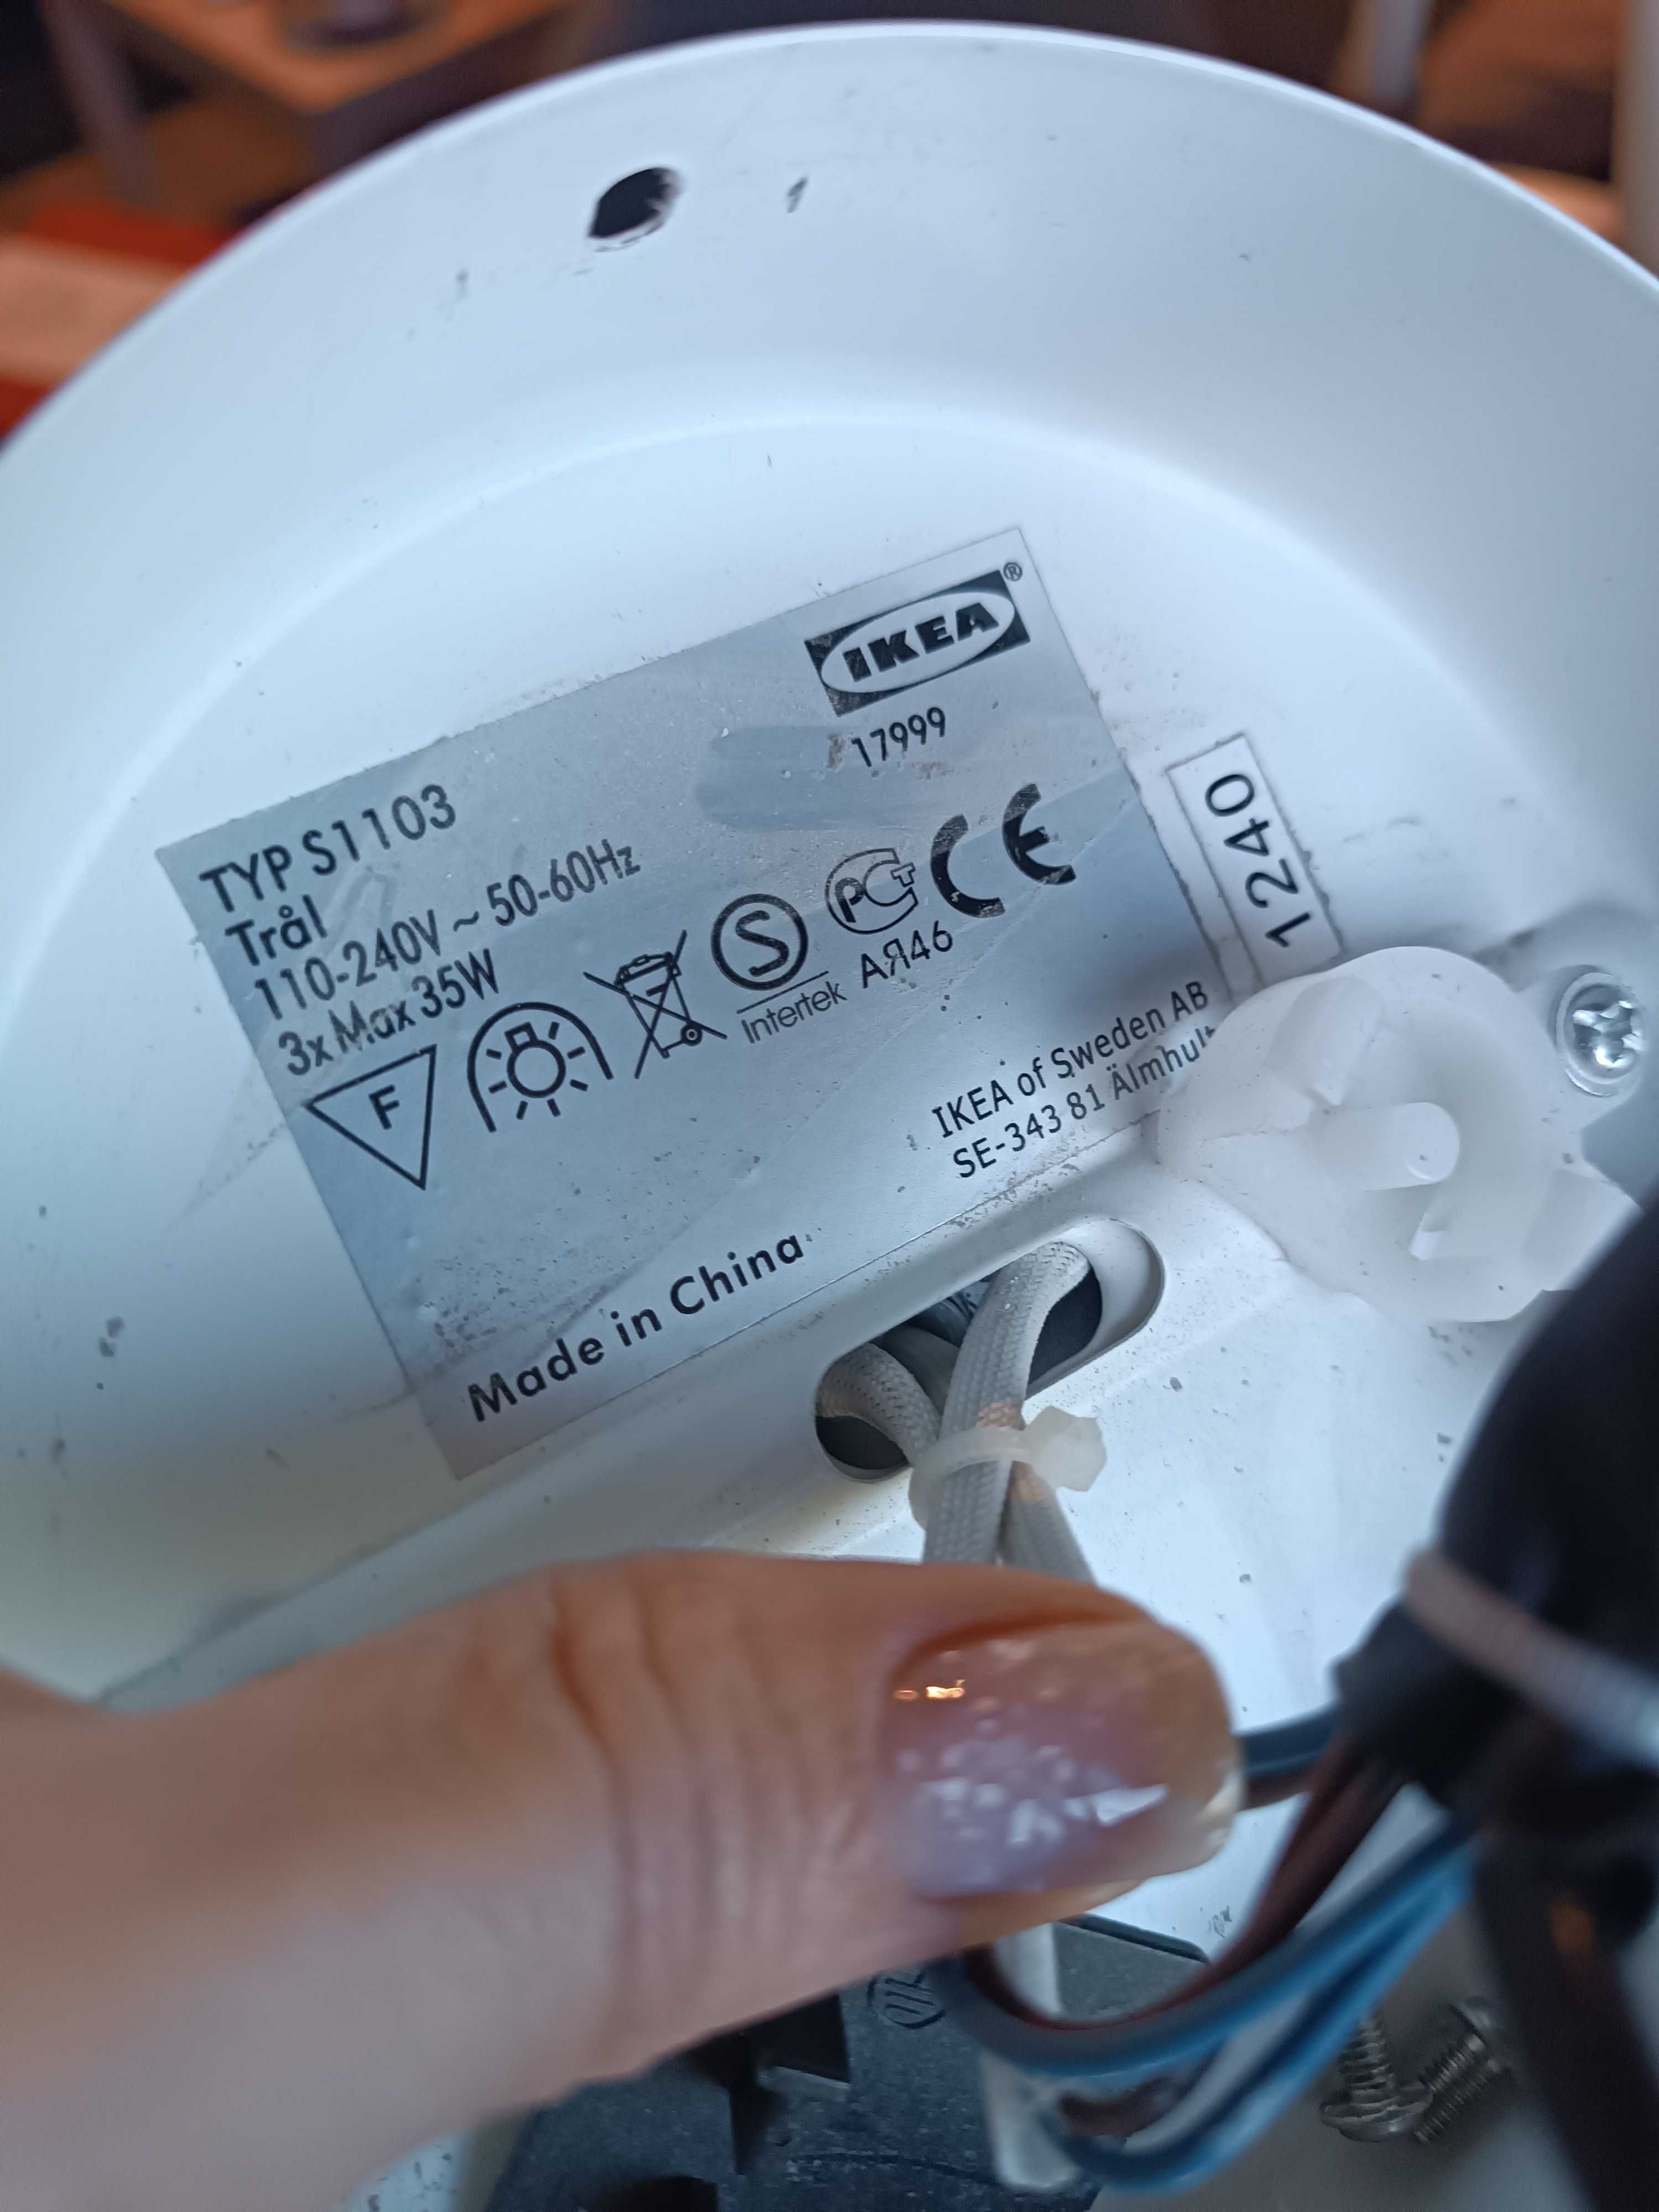 IKEA®
17999
TYP S1103
Trål
110-240V ~ 50-60Hz
3x Max 35W
F
S
Intertek
PCT
АЯ46
CE
IKEA of Sweden AB
SE-343 81 Älmhult
Made in China
1240